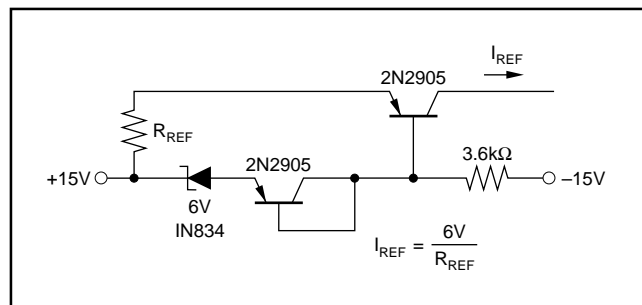 I_REF
2N2905
R_REF
2N2905
3.6kΩ
+15V
–15V
6V
IN834
I_REF = 6V / R_REF